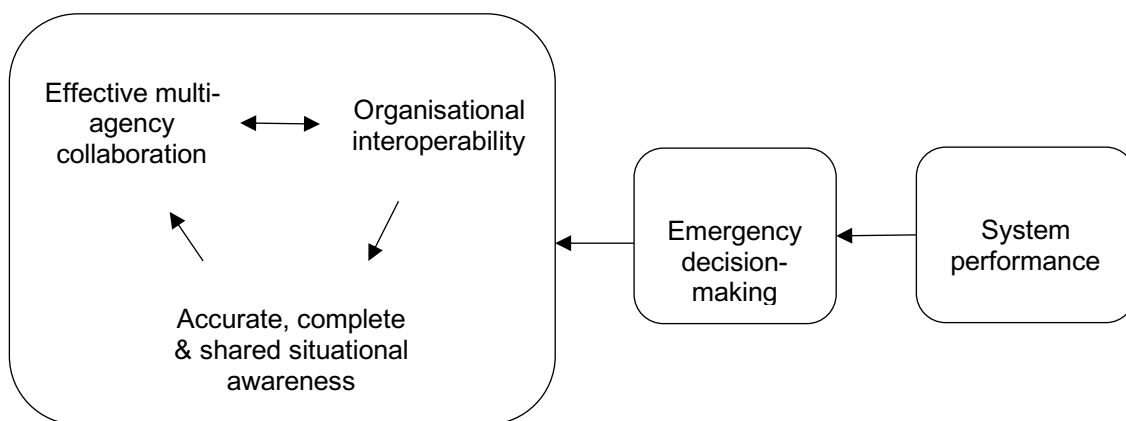 Effective multi-
agency
collaboration
Organisational
interoperability
Accurate, complete
& shared situational
awareness
Emergency
decision-
making
System
performance